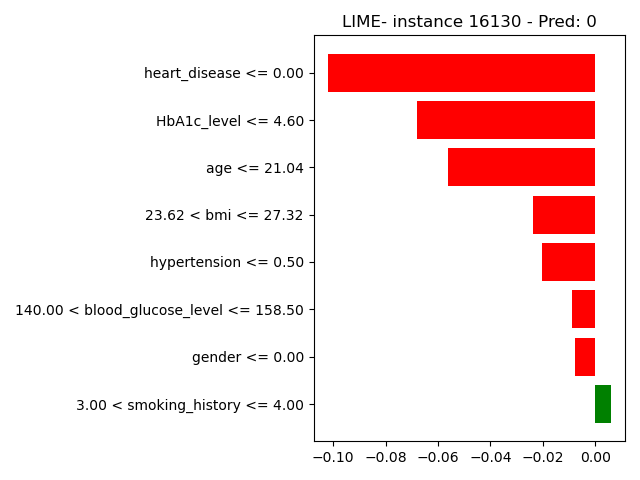 LIME- instance 16130 - Pred: 0
heart_disease <= 0.00
HbA1c_level <= 4.60
age <= 21.04
23.62 < bmi <= 27.32
hypertension <= 0.50
140.00 < blood_glucose_level <= 158.50
gender <= 0.00
3.00 < smoking_history <= 4.00
−0.10 −0.08 −0.06 −0.04 −0.02 0.00